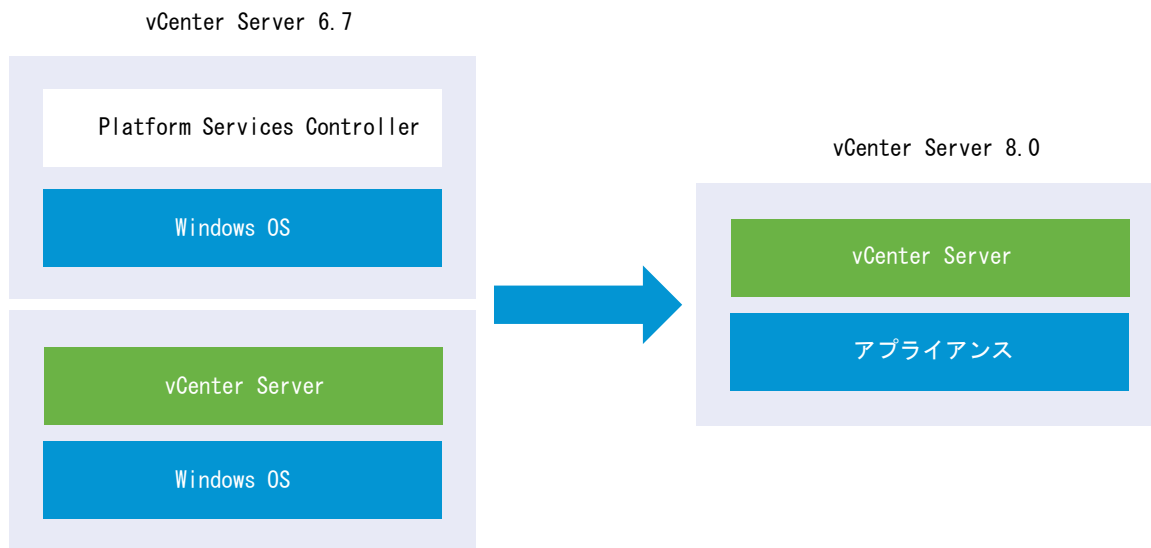 vCenter Server 6.7
Platform Services Controller
Windows OS
vCenter Server
Windows OS
vCenter Server 8.0
vCenter Server
アプライアンス